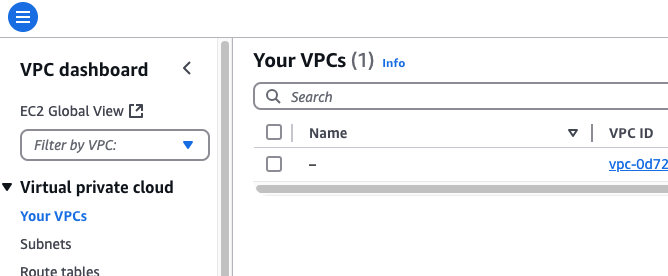 VPC dashboard
EC2 Global View
Filter by VPC:
Virtual private cloud
Your VPCs
Subnets
Route tables
Your VPCs (1) Info
Search
Name VPC ID
– vpc-0d72